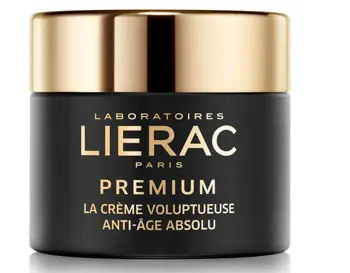 LABORATOIRES
LIERAC
PARIS
PREMIUM
LA CRÈME VOLUPTUEUSE
ANTI-ÂGE ABSOLU